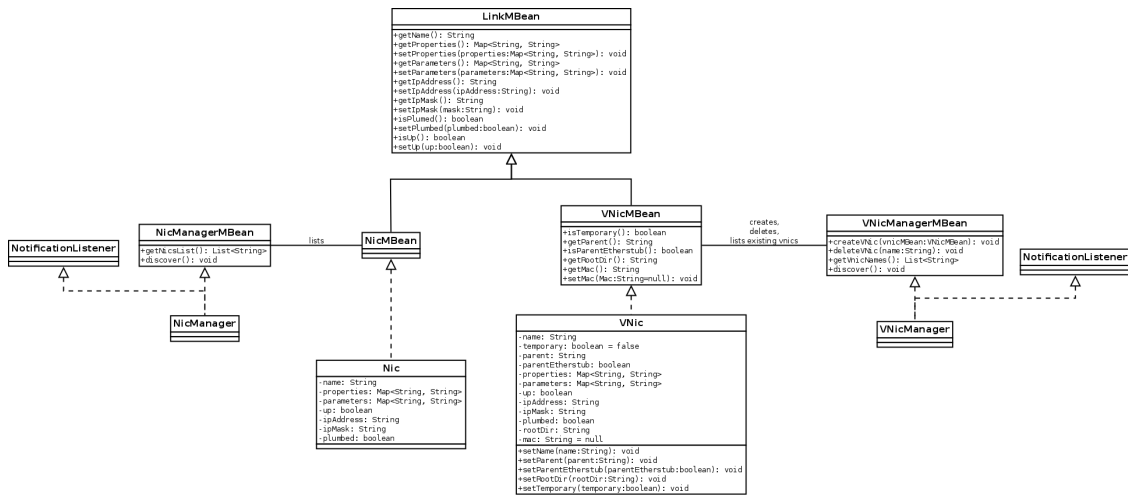 LinkMBean
+getName(): String
+getProperties(): Map<String, String>
+setProperties(properties:Map<String, String>): void
+getParameters(): Map<String, String>
+setParameters(parameters:Map<String, String>): void
+getIpAddress(): String
+setIpAddress(ipAddress:String): void
+getIpMask(): String
+setIpMask(mask:String): void
+isPlumed(): boolean
+setPlumbed(plumbed:boolean): void
+isUp(): boolean
+setUp(up:boolean): void
NotificationListener
NicManagerMBean
+getNicsList(): List<String>
+discover(): void
lists
NicMBean
VNicMBean
+isTemporary(): boolean
+getParent(): String
+isParentEtherstub(): boolean
+getRootDir(): String
+getMac(): String
+setMac(Mac:String=null): void
creates,
deletes,
lists existing vnics
VNicManagerMBean
+createVNic(vnicMBean:VNicMBean): void
+deleteVNic(name:String): void
+getVnicNames(): List<String>
+discover(): void
NotificationListener
NicManager
VNicManager
Nic
-name: String
-properties: Map<String, String>
-parameters: Map<String, String>
-up: boolean
-ipAddress: String
-ipMask: String
-plumbed: boolean
VNic
-name: String
-temporary: boolean = false
-parent: String
-parentEtherstub: boolean
-properties: Map<String, String>
-parameters: Map<String, String>
-up: boolean
-ipAddress: String
-ipMask: String
-plumbed: boolean
-rootDir: String
-mac: String = null
+setName(name:String): void
+setParent(parent:String): void
+setParentEtherstub(parentEtherstub:boolean): void
+setRootDir(rootDir:String): void
+setTemporary(temporary:boolean): void